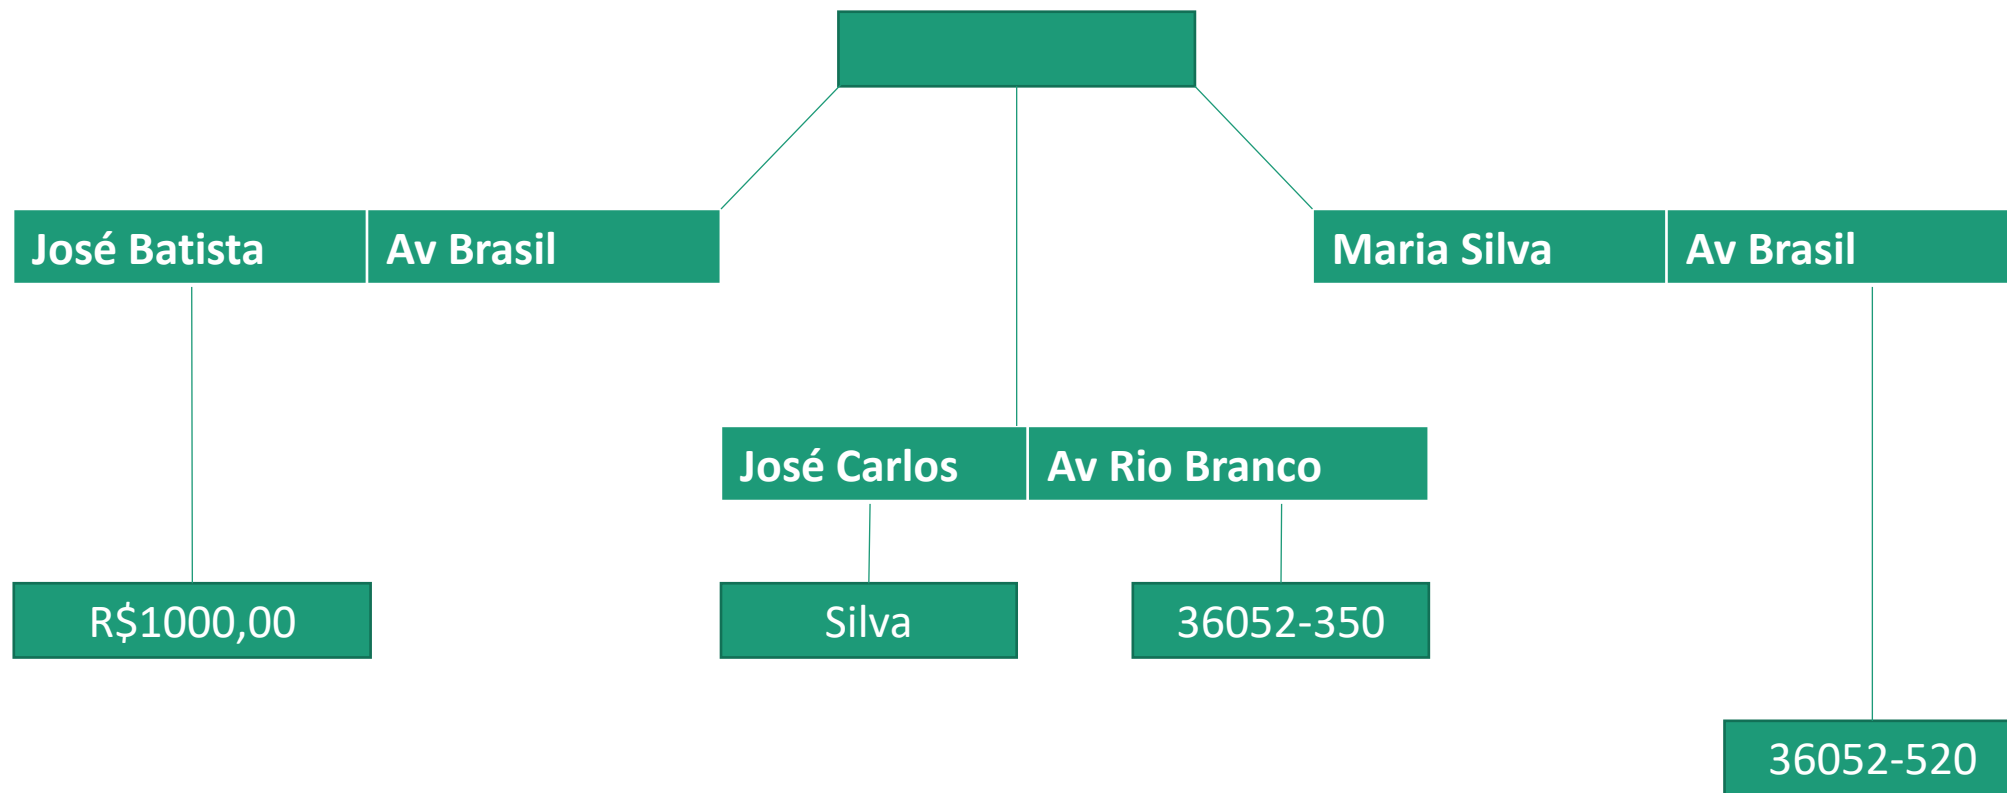 José Batista
Av Brasil
Maria Silva
Av Brasil
José Carlos
Av Rio Branco
R$1000,00
Silva
36052-350
36052-520